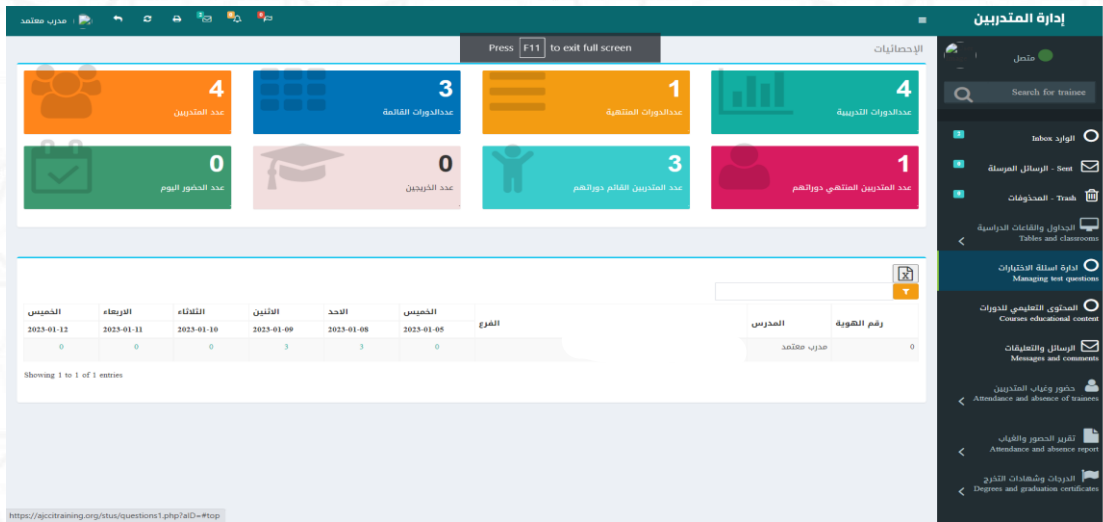 إدارة المتدربين
مدرب معتمد
Press F11 to exit full screen
متصل
Search for trainee
الوارد Inbox
Sent - الرسائل المرسلة
Trash - المحذوفات
الجداول والقاعات الدراسية
Tables and classrooms
ادارة اسئلة الاختبارات
Managing test questions
المحتوى التعليمي للدورات
Courses educational content
الرسائل والتعليقات
Messages and comments
حضور وغياب المتدربين
Attendance and absence of trainees
تقرير الحضور والغياب
Attendance and absence report
الدرجات وشهادات التخرج
Degrees and graduation certificates
الإحصائيات
4
عددالدورات التدريبية
1
عددالدورات المنتهية
3
عددالدورات القائمة
4
عدد المتدربين
1
عدد المتدربين المنتهي دوراتهم
3
عدد المتدربين القائم دوراتهم
0
عدد الخريجين
0
عدد الحضور اليوم
رقم الهوية المدرس الفرع الخميس الاحد الاثنين الثلاثاء الاربعاء الخميس
2023-01-05 2023-01-08 2023-01-09 2023-01-10 2023-01-11 2023-01-12
0 مدرب معتمد 0 3 3 0 0 0
Showing 1 to 1 of 1 entries
https://ajccitraining.org/stus/questions1.php?aID=#top